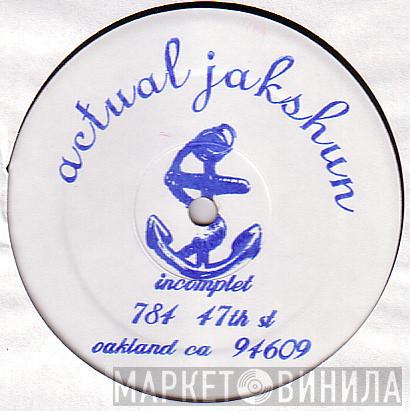 actual jakshun
incomplet
784 47th st
oakland ca 94609
МАРКЕТ ВИНИЛА